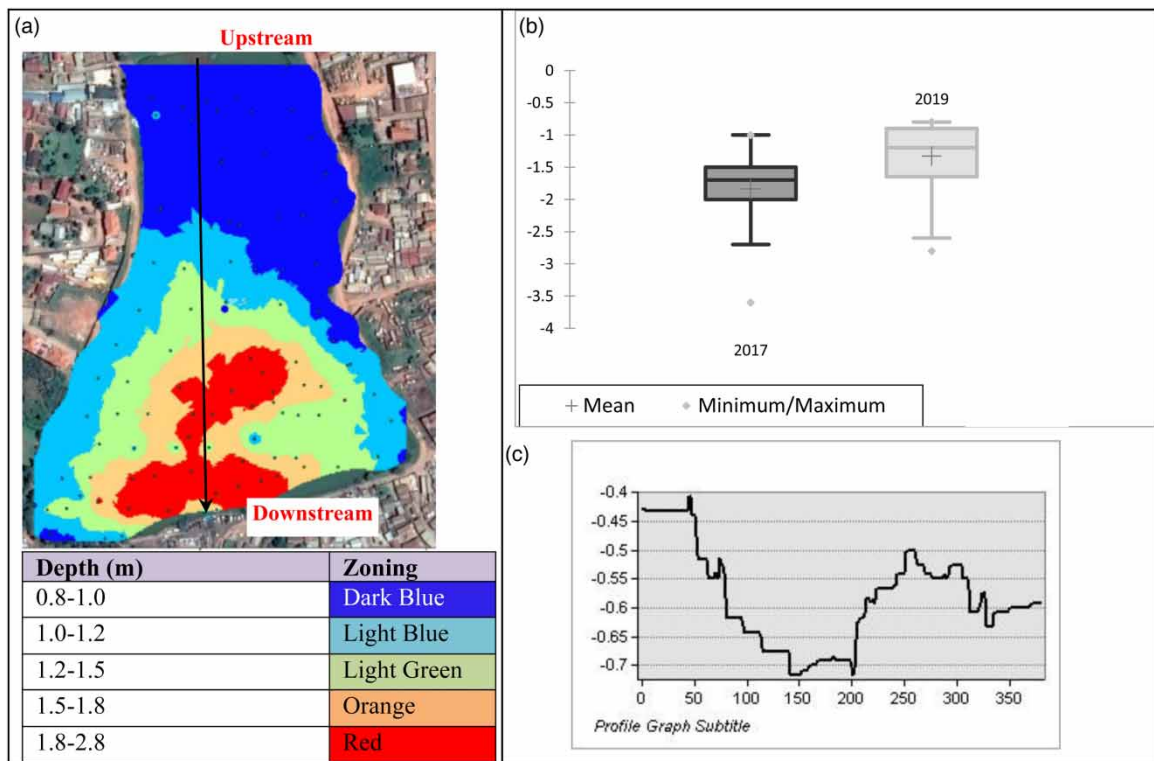 (a)
Upstream
Downstream
Depth (m) Zoning
0.8-1.0 Dark Blue
1.0-1.2 Light Blue
1.2-1.5 Light Green
1.5-1.8 Orange
1.8-2.8 Red
(b)
0
-0.5
-1
-1.5
-2
-2.5
-3
-3.5
-4
2019
2017
Mean Minimum/Maximum
(c)
-0.4
-0.45
-0.5
-0.55
-0.6
-0.65
-0.7
0 50 100 150 200 250 300 350
Profile Graph Subtitle